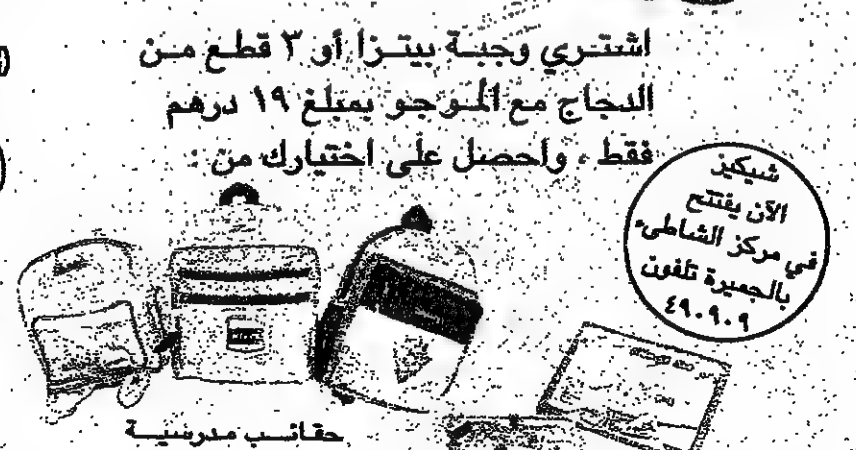 اشتري وجبة بيتزا أو ٣ قطع من
الدجاج مع الموجو بمبلغ ١٩ درهم
فقط ، واحصل على اختيارك من :
شيكيز
الآن يفتتح
في مركز الشاطىء
بالجميرة تلفون
٤٩٠٩٠٩
حقائب مدرسية